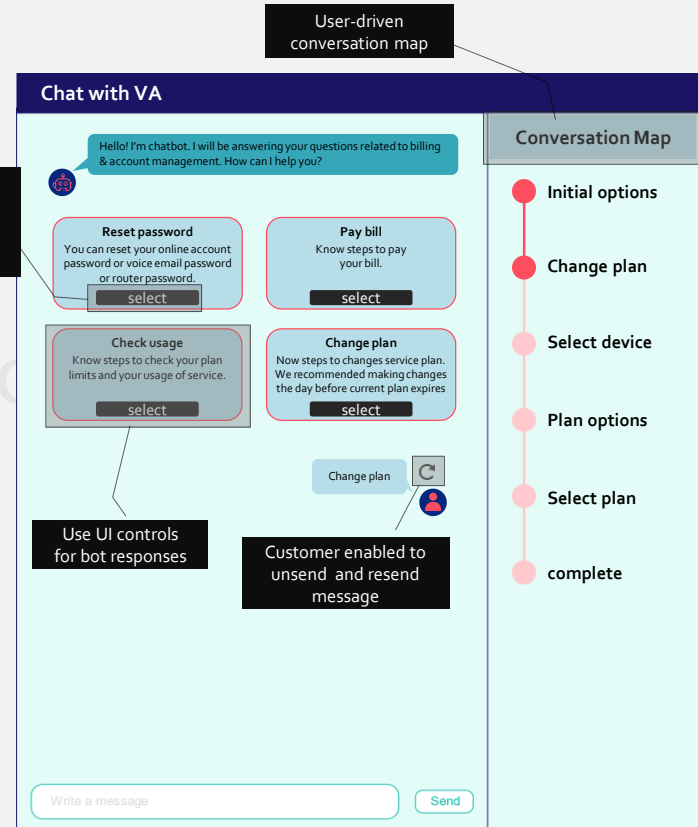 User-driven
conversation map
Chat with VA
Hello! I'm chatbot. I will be answering your questions related to billing
& account management. How can I help you?
Conversation Map
Initial options
Change plan
Select device
Plan options
Select plan
complete
Reset password
You can reset your online account
password or voice email password
or router password.
select
Pay bill
Know steps to pay
your bill.
select
Check usage
Know steps to check your plan
limits and your usage of service.
select
Change plan
Now steps to changes service plan.
We recommended making changes
the day before current plan expires
select
Change plan
Use UI controls
for bot responses
Customer enabled to
unsend and resend
message
Write a message
Send